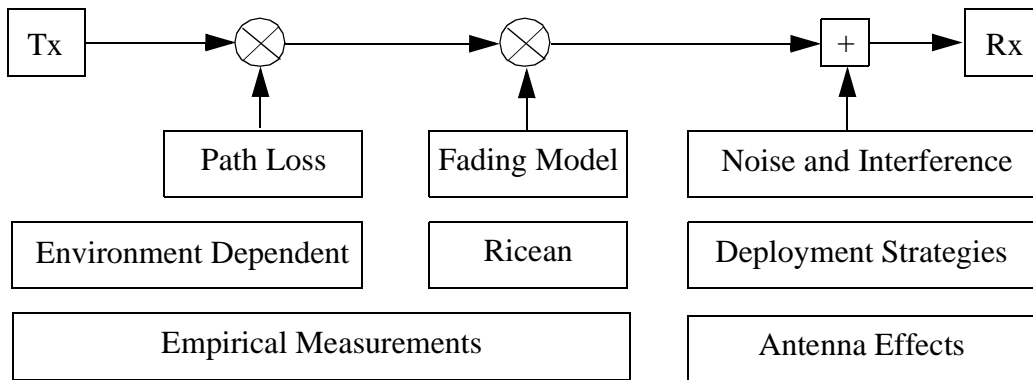 Tx
+
Rx
Path Loss
Fading Model
Noise and Interference
Environment Dependent
Ricean
Deployment Strategies
Empirical Measurements
Antenna Effects